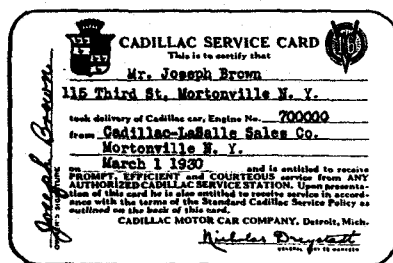 CADILLAC SERVICE CARD
This is to certify that
Mr. Joseph Brown
115 Third St, Mortonville N. Y.
took delivery of Cadillac car, Engine No. 700000
from Cadillac-LaSalle Sales Co.
Mortonville N. Y.
on March 1 1930 and is entitled to receive
PROMPT, EFFICIENT and COURTEOUS service from ANY
AUTHORIZED CADILLAC SERVICE STATION. Upon presenta-
tion of this card he is also entitled to receive service in accord-
ance with the terms of the Standard Cadillac Service Policy as
outlined on the back of this card.
CADILLAC MOTOR CAR COMPANY, Detroit, Mich.
Nicholas Dreystadt
Joseph Brown